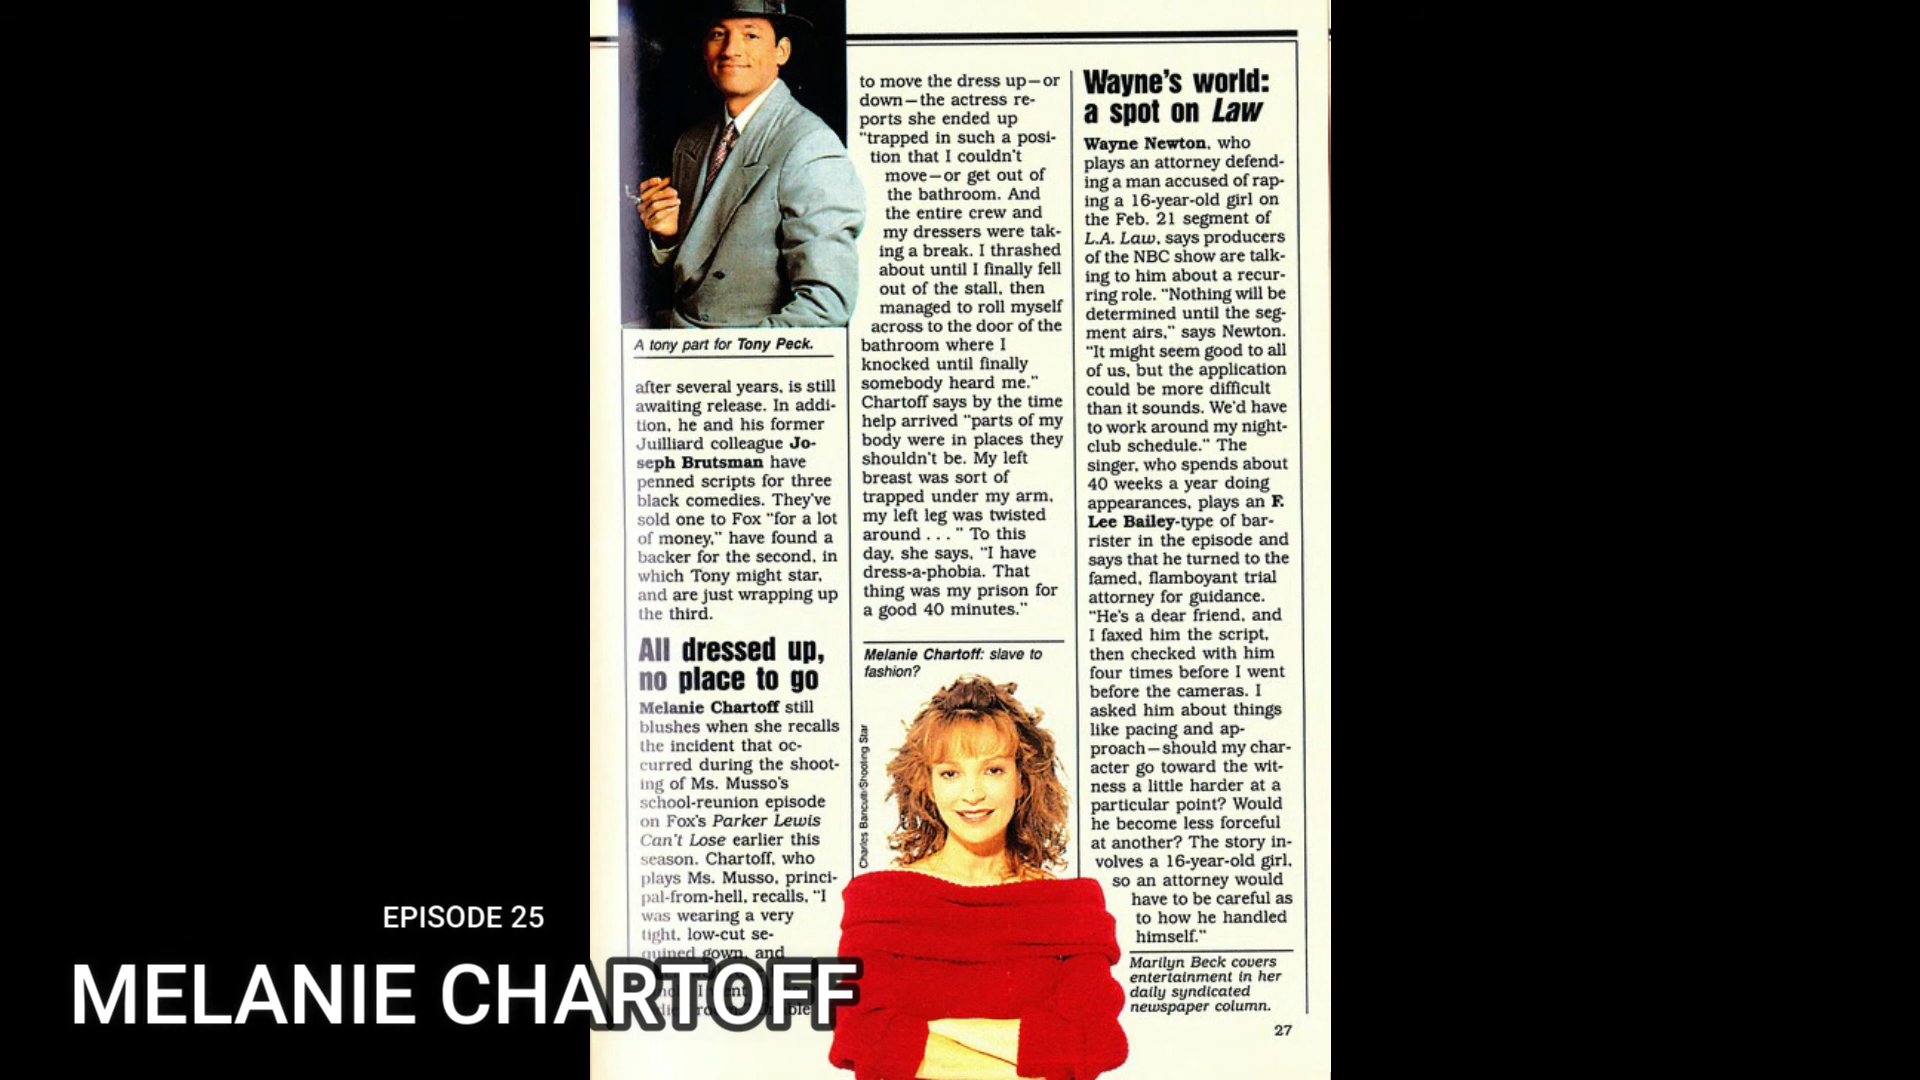 A tony part for Tony Peck.
after several years, is still
awaiting release. In addi-
tion, he and his former
Juilliard colleague Jo-
seph Brutsman have
penned scripts for three
black comedies. They've
sold one to Fox "for a lot
of money," have found a
backer for the second, in
which Tony might star,
and are just wrapping up
the third.
All dressed up,
no place to go
Melanie Chartoff still
blushes when she recalls
the incident that oc-
curred during the shoot-
ing of Ms. Musso's
school-reunion episode
on Fox's Parker Lewis
Can't Lose earlier this
season. Chartoff, who
plays Ms. Musso, princi-
pal-from-hell, recalls, "I
was wearing a very
tight, low-cut se-
quined gown, and
to move the dress up—or
down—the actress re-
ports she ended up
"trapped in such a posi-
tion that I couldn't
move—or get out of
the bathroom. And
the entire crew and
my dressers were tak-
ing a break. I thrashed
about until I finally fell
out of the stall, then
managed to roll myself
across to the door of the
bathroom where I
knocked until finally
somebody heard me."
Chartoff says by the time
help arrived "parts of my
body were in places they
shouldn't be. My left
breast was sort of
trapped under my arm,
my left leg was twisted
around . . . " To this
day, she says, "I have
dress-a-phobia. That
thing was my prison for
a good 40 minutes."
Melanie Chartoff: slave to
fashion?
Charles Bancutb/Shooting Star
Wayne's world:
a spot on Law
Wayne Newton, who
plays an attorney defend-
ing a man accused of rap-
ing a 16-year-old girl on
the Feb. 21 segment of
L.A. Law, says producers
of the NBC show are talk-
ing to him about a recur-
ring role. "Nothing will be
determined until the seg-
ment airs," says Newton.
"It might seem good to all
of us, but the application
could be more difficult
than it sounds. We'd have
to work around my night-
club schedule." The
singer, who spends about
40 weeks a year doing
appearances, plays an F.
Lee Bailey-type of bar-
rister in the episode and
says that he turned to the
famed, flamboyant trial
attorney for guidance.
"He's a dear friend, and
I faxed him the script,
then checked with him
four times before I went
before the cameras. I
asked him about things
like pacing and ap-
proach—should my char-
acter go toward the wit-
ness a little harder at a
particular point? Would
he become less forceful
at another? The story in-
volves a 16-year-old girl,
so an attorney would
have to be careful as
to how he handled
himself."
Marilyn Beck covers
entertainment in her
daily syndicated
newspaper column.
27
EPISODE 25
MELANIE CHARTOFF